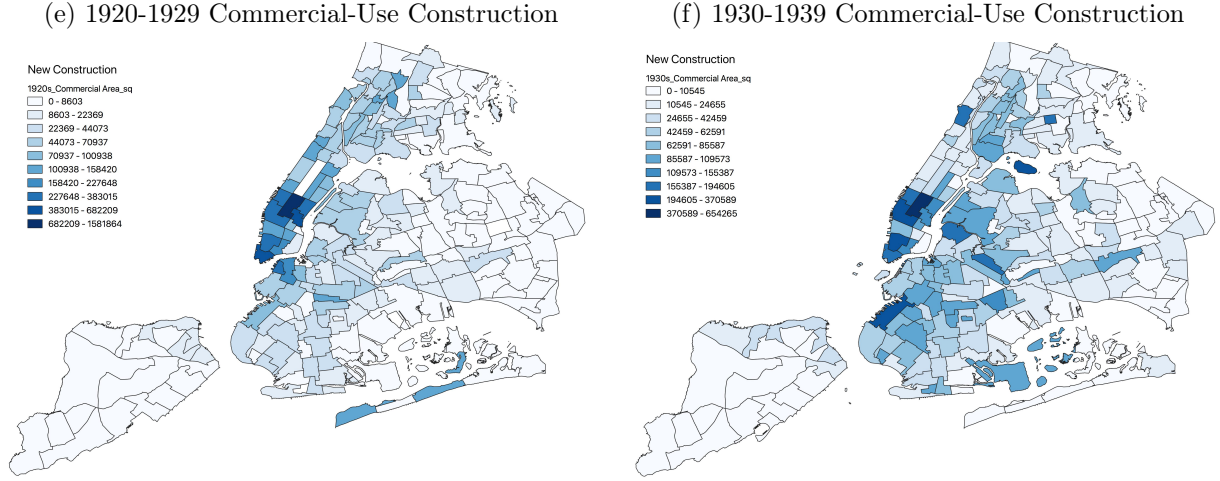 (e) 1920-1929 Commercial-Use Construction
New Construction
1920s_Commercial Area_sq
0 - 8603
8603 - 22369
22369 - 44073
44073 - 70937
70937 - 100938
100938 - 158420
158420 - 227648
227648 - 383015
383015 - 682209
682209 - 1581864
(f) 1930-1939 Commercial-Use Construction
New Construction
1930s_Commercial Area_sq
0 - 10545
10545 - 24655
24655 - 42459
42459 - 62591
62591 - 85587
85587 - 109573
109573 - 155387
155387 - 194605
194605 - 370589
370589 - 654265